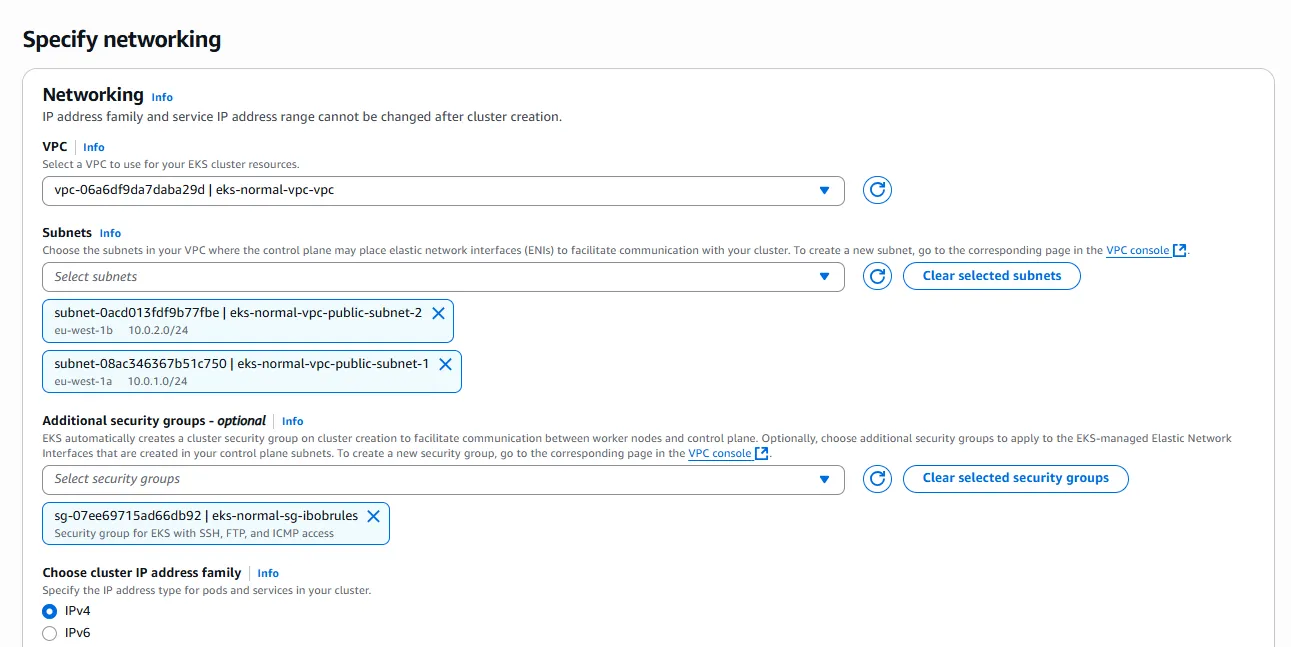 Specify networking
Networking Info
IP address family and service IP address range cannot be changed after cluster creation.
VPC Info
Select a VPC to use for your EKS cluster resources.
vpc-06a6df9da7daba29d | eks-normal-vpc-vpc
Subnets Info
Choose the subnets in your VPC where the control plane may place elastic network interfaces (ENIs) to facilitate communication with your cluster. To create a new subnet, go to the corresponding page in the VPC console.
Select subnets Clear selected subnets
subnet-0acd013fdf9b77fbe | eks-normal-vpc-public-subnet-2
eu-west-1b 10.0.2.0/24
subnet-08ac346367b51c750 | eks-normal-vpc-public-subnet-1
eu-west-1a 10.0.1.0/24
Additional security groups - optional Info
EKS automatically creates a cluster security group on cluster creation to facilitate communication between worker nodes and control plane. Optionally, choose additional security groups to apply to the EKS-managed Elastic Network
Interfaces that are created in your control plane subnets. To create a new security group, go to the corresponding page in the VPC console.
Select security groups Clear selected security groups
sg-07ee69715ad66db92 | eks-normal-sg-ibobrules
Security group for EKS with SSH, FTP, and ICMP access
Choose cluster IP address family Info
Specify the IP address type for pods and services in your cluster.
IPv4
IPv6